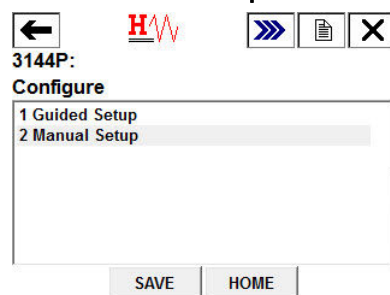 H
3144P:
Configure
1 Guided Setup
2 Manual Setup
SAVE HOME